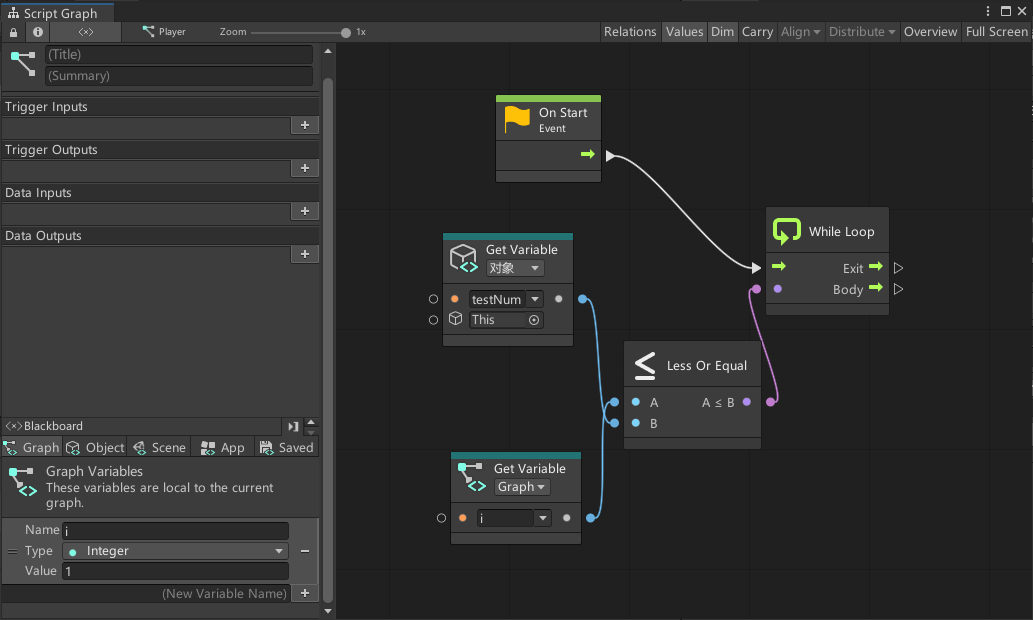 Script Graph
Player
Zoom
1x
Relations
Values
Dim
Carry
Align
Distribute
Overview
Full Screen
(Title)
(Summary)
Trigger Inputs
Trigger Outputs
Data Inputs
Data Outputs
Blackboard
Graph
Object
Scene
App
Saved
Graph Variables
These variables are local to the current
graph.
Name i
Type Integer
Value 1
(New Variable Name)
On Start
Event
Get Variable
对象
testNum
This
While Loop
Exit
Body
Less Or Equal
A A ≤ B
B
Get Variable
Graph
i